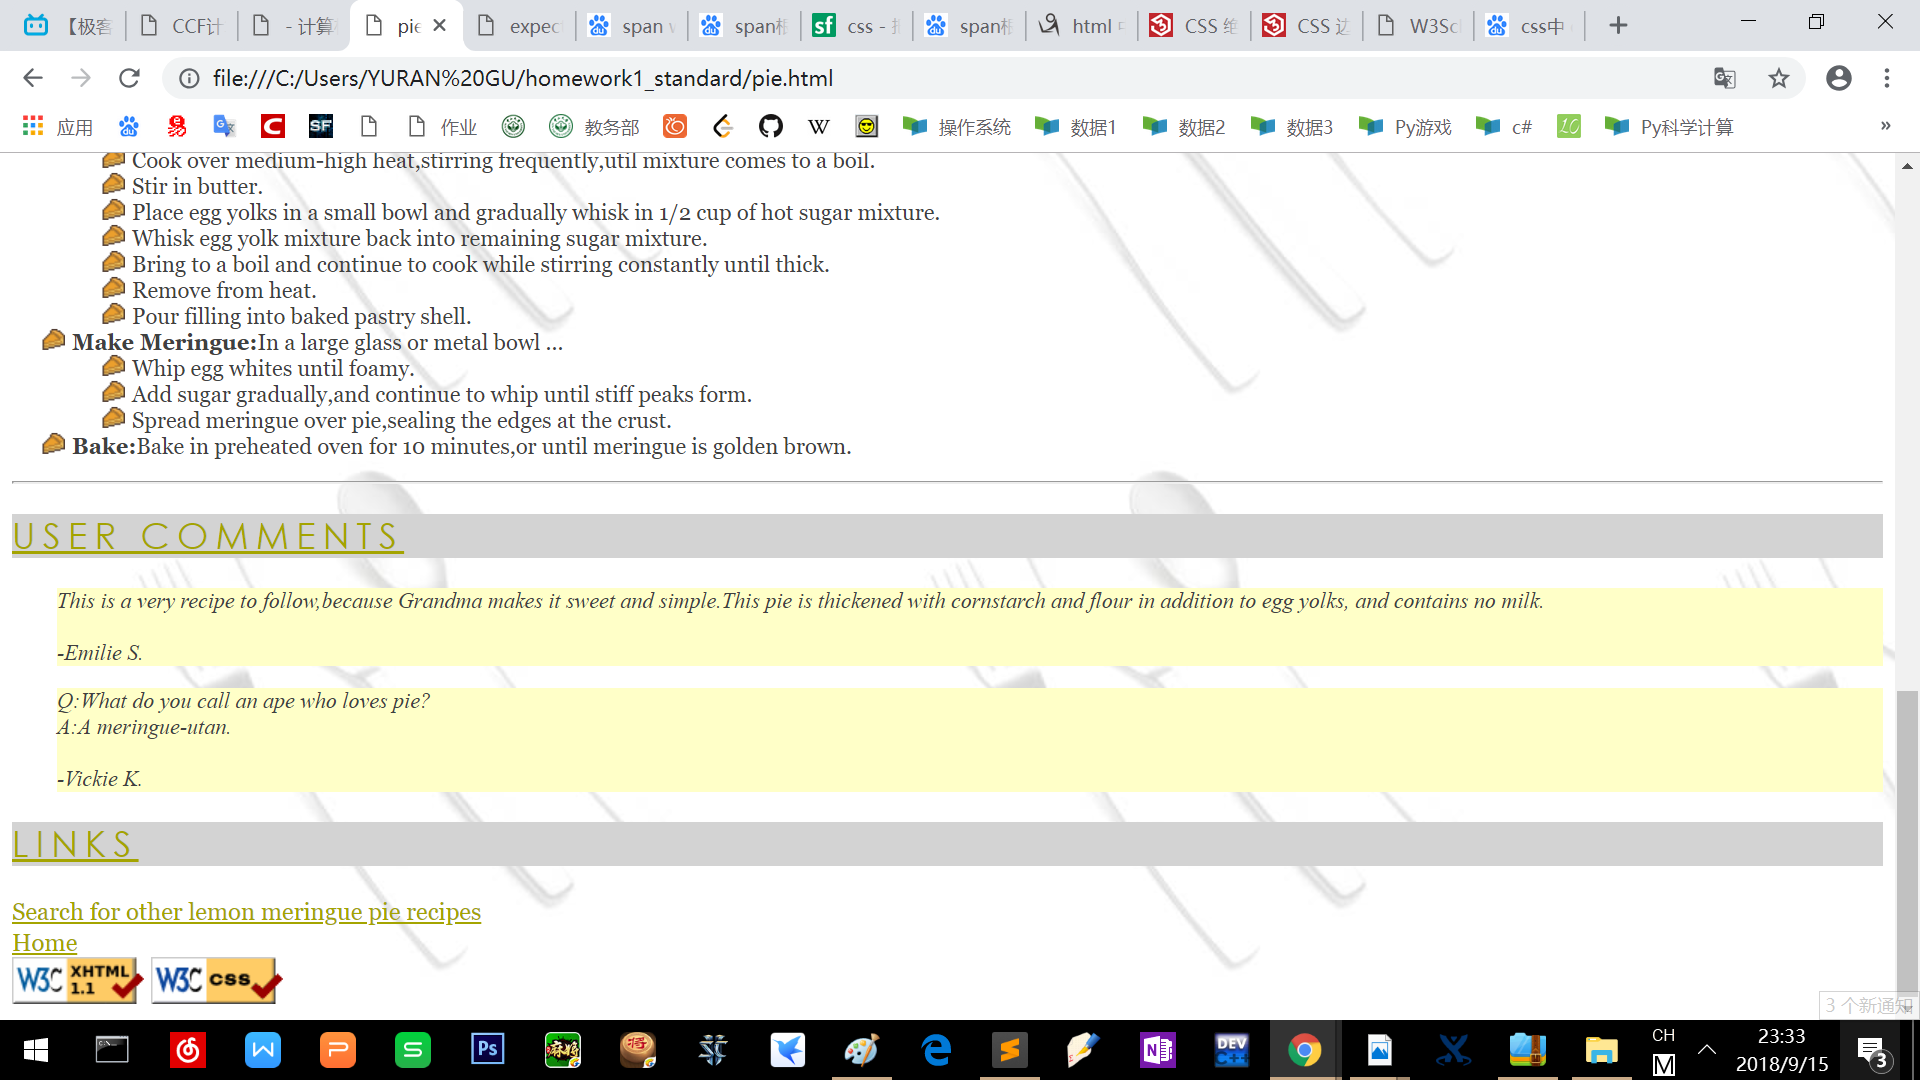 【极客
CCF计
- 计算
pie
expec
span v
span栏
css - 
span栏
html 中
CSS 绝
CSS 边
W3Sc
css中
file:///C:/Users/YURAN%20GU/homework1_standard/pie.html
应用
作业
教务部
操作系统
数据1
数据2
数据3
Py游戏
c#
Py科学计算
»
Cook over medium-high heat,stirring frequently,util mixture comes to a boil.
Stir in butter.
Place egg yolks in a small bowl and gradually whisk in 1/2 cup of hot sugar mixture.
Whisk egg yolk mixture back into remaining sugar mixture.
Bring to a boil and continue to cook while stirring constantly until thick.
Remove from heat.
Pour filling into baked pastry shell.
Make Meringue:In a large glass or metal bowl ...
Whip egg whites until foamy.
Add sugar gradually,and continue to whip until stiff peaks form.
Spread meringue over pie,sealing the edges at the crust.
Bake:Bake in preheated oven for 10 minutes,or until meringue is golden brown.
USER COMMENTS
This is a very recipe to follow,because Grandma makes it sweet and simple.This pie is thickened with cornstarch and flour in addition to egg yolks, and contains no milk.
-Emilie S.
Q:What do you call an ape who loves pie?
A:A meringue-utan.
-Vickie K.
LINKS
Search for other lemon meringue pie recipes
Home
W3C XHTML 1.1
W3C css
3 个新通知
CH
M
23:33
2018/9/15
3